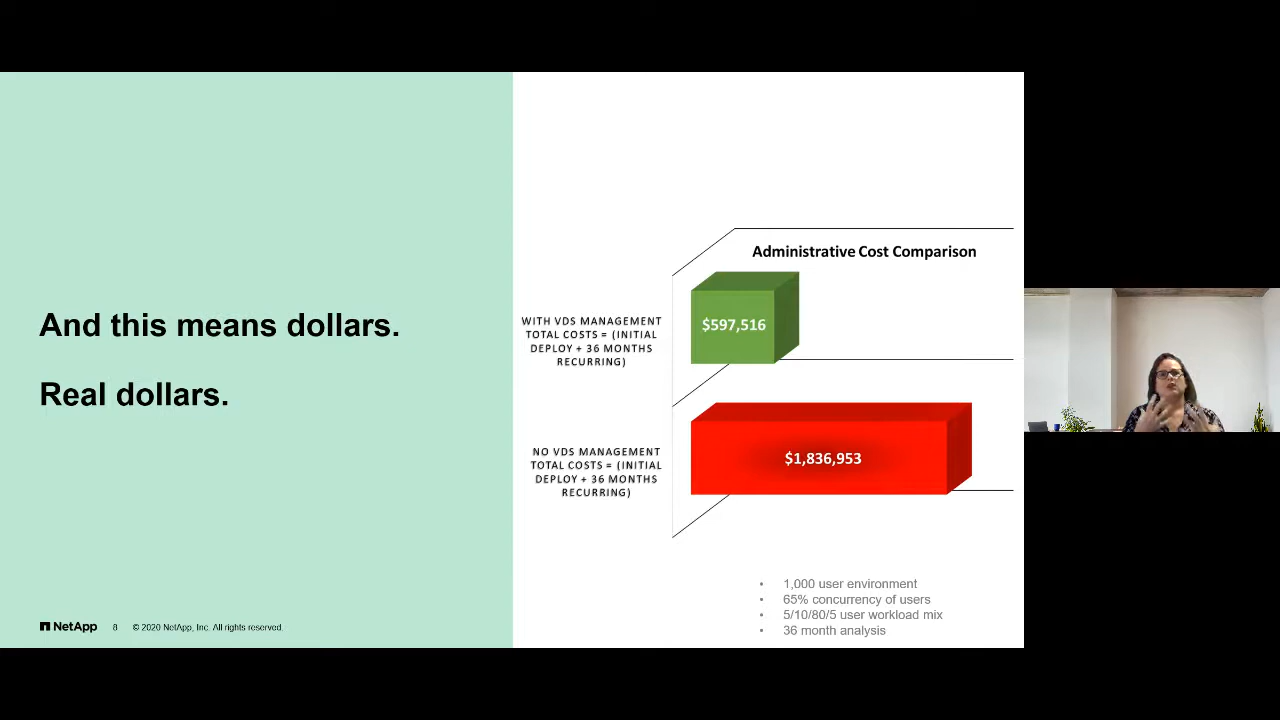 And this means dollars.
Real dollars.
NetApp 8 © 2020 NetApp, Inc. All rights reserved.
Administrative Cost Comparison
WITH VDS MANAGEMENT
TOTAL COSTS = (INITIAL
DEPLOY + 36 MONTHS
RECURRING)
$597,516
NO VDS MANAGEMENT
TOTAL COSTS = (INITIAL
DEPLOY + 36 MONTHS
RECURRING)
$1,836,953
• 1,000 user environment
• 65% concurrency of users
• 5/10/80/5 user workload mix
• 36 month analysis